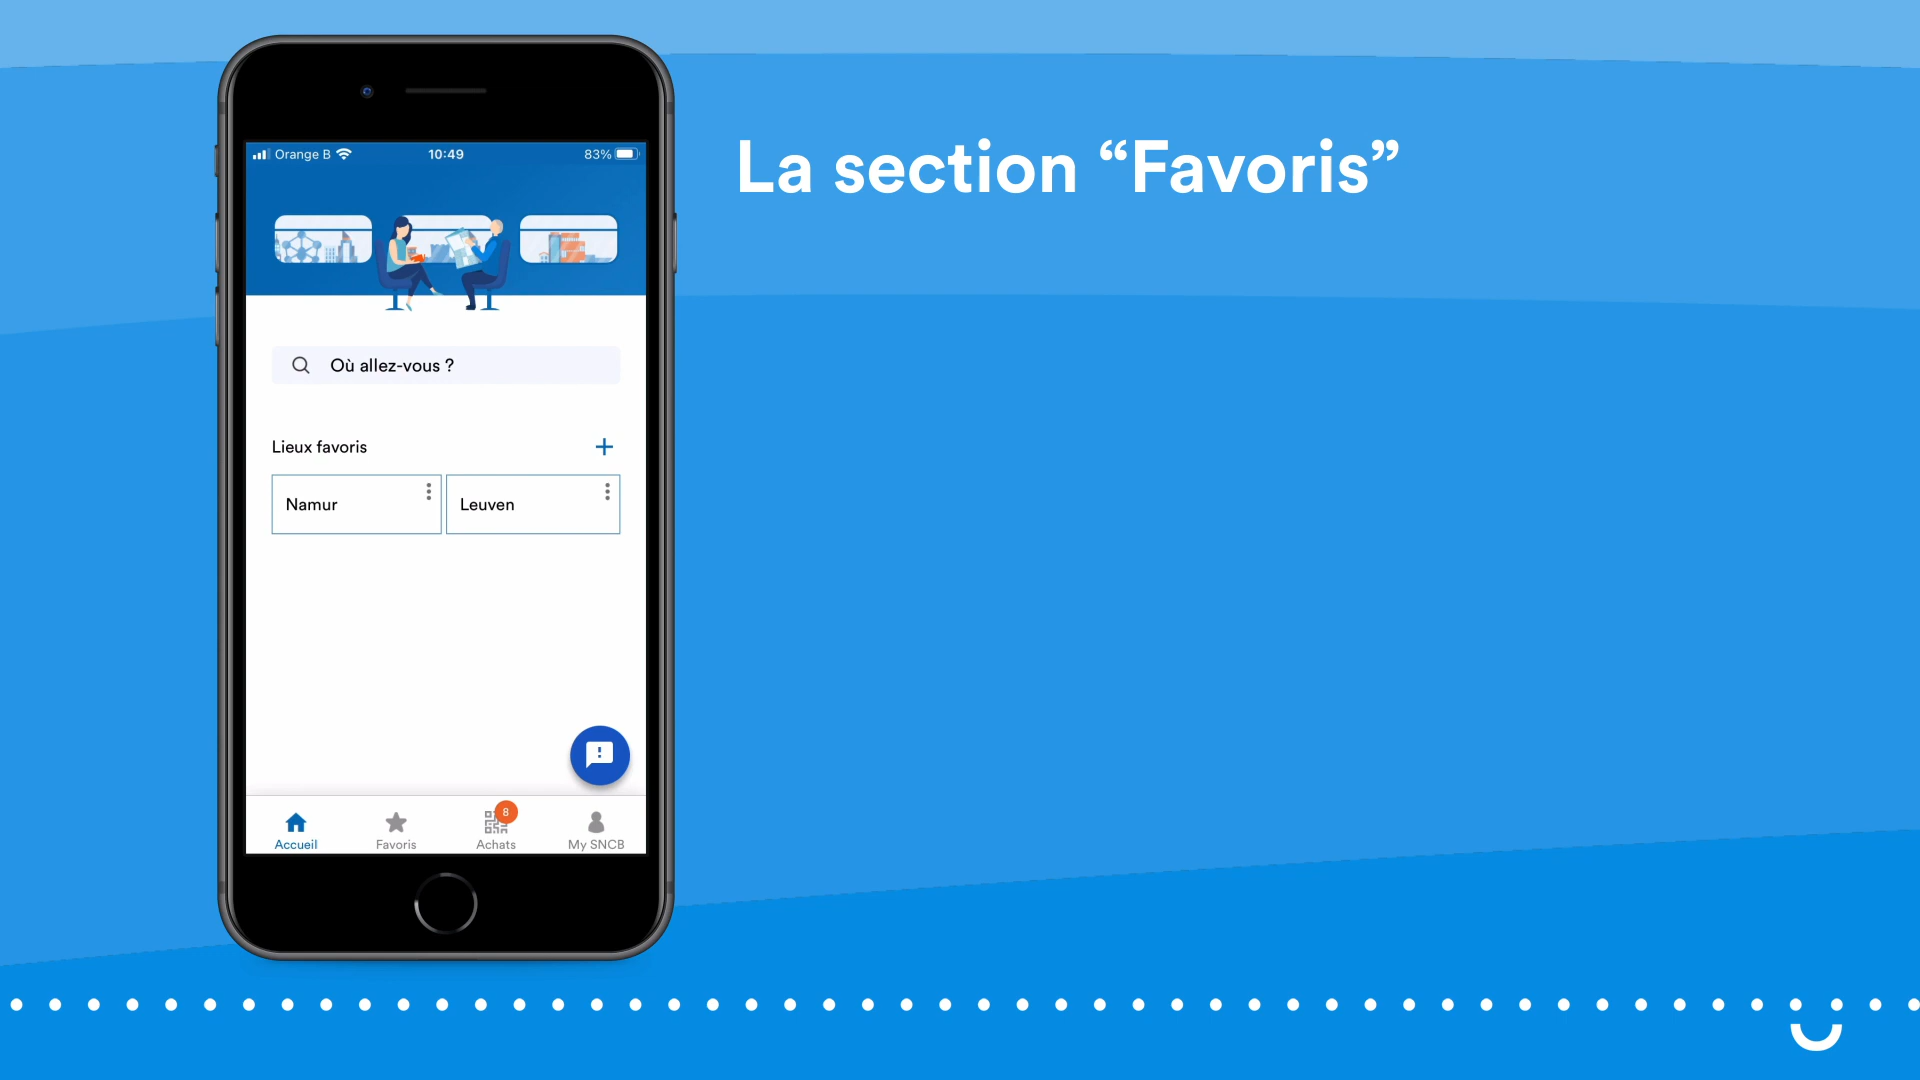 La section “Favoris”
Orange B 10:49 83%
Où allez-vous ?
Lieux favoris
Namur Leuven
8
Accueil Favoris Achats My SNCB